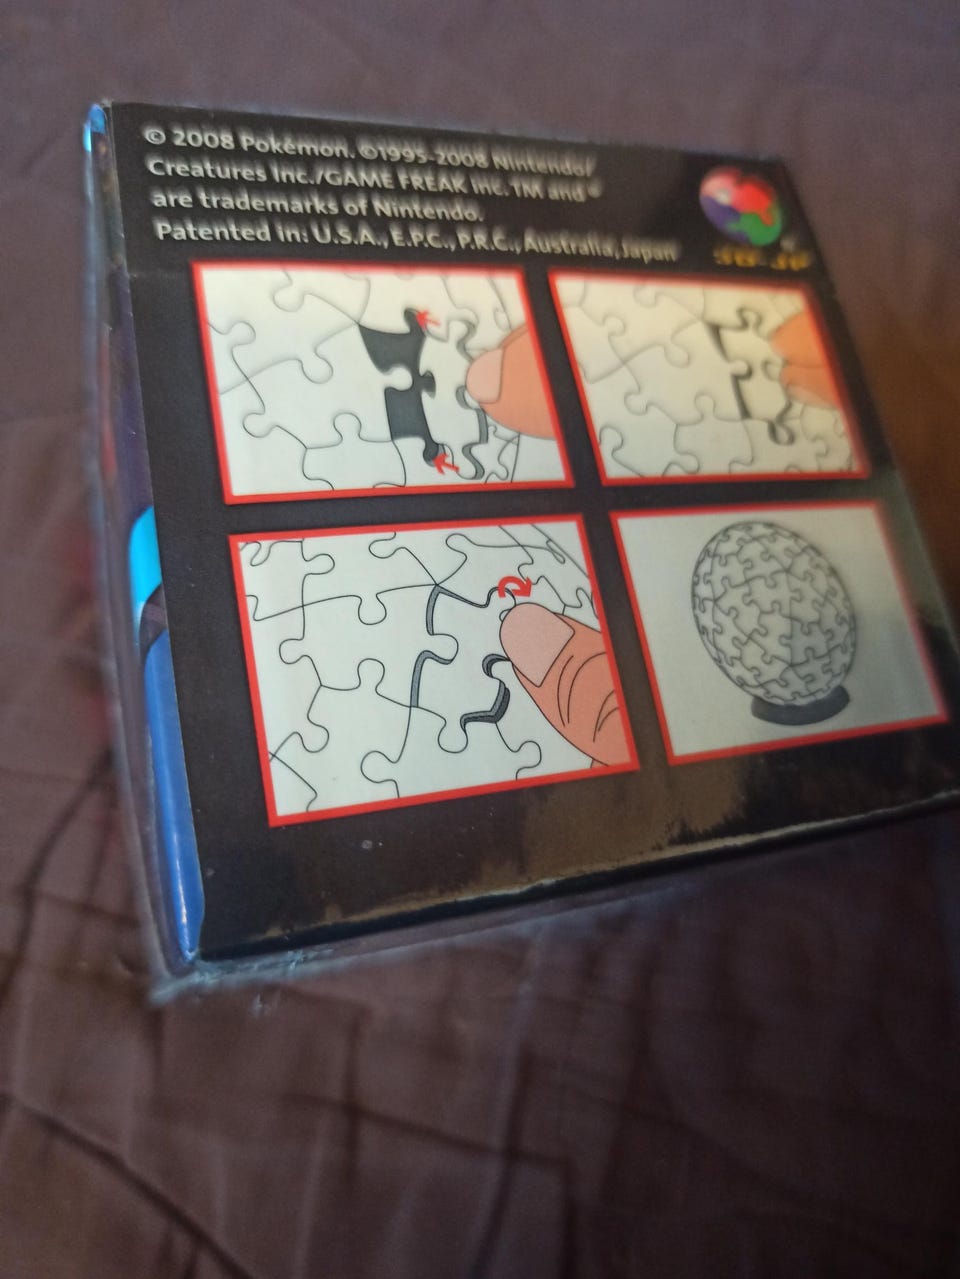 © 2008 Pokémon. ©1995-2008 Nintendo/
Creatures Inc./GAME FREAK inc. TM and ®
are trademarks of Nintendo.
Patented in: U.S.A., E.P.C., P.R.C., Australia, Japan